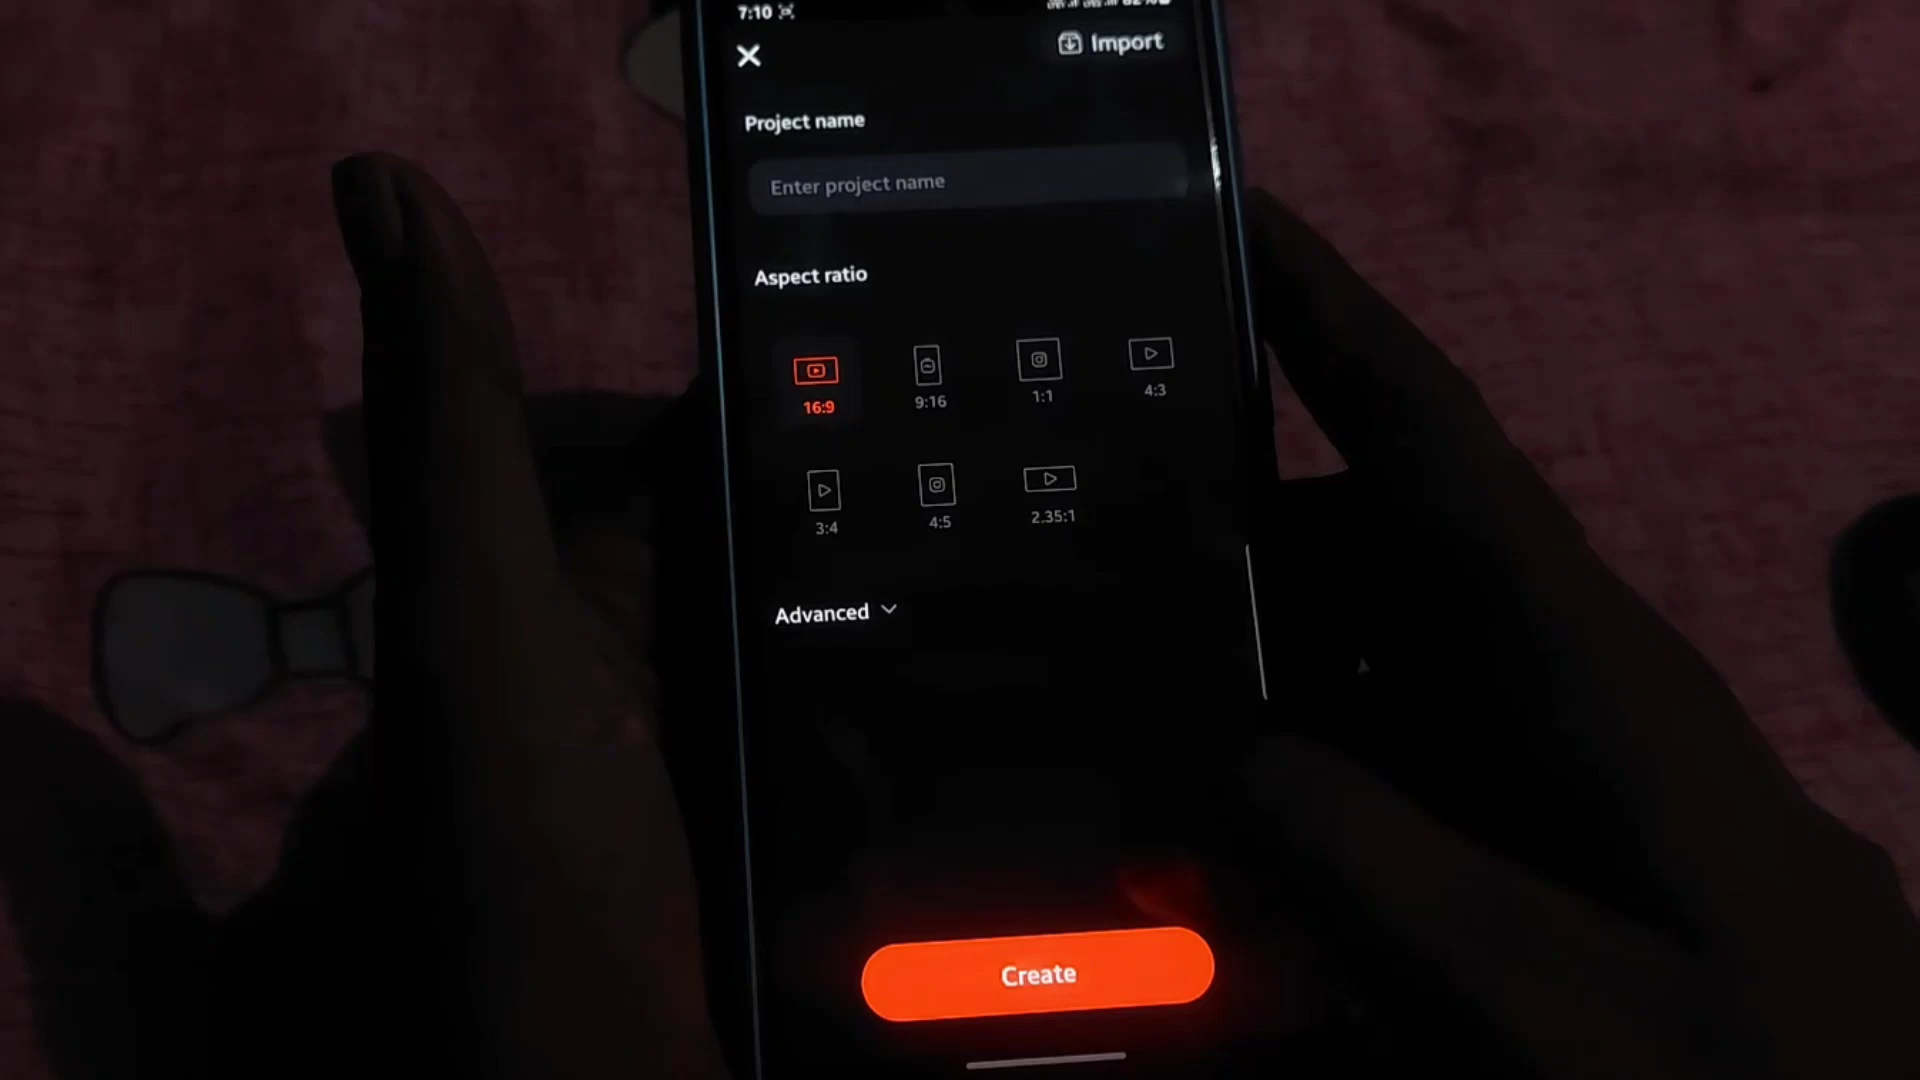 7:10
Import
Project name
Enter project name
Aspect ratio
16:9 9:16 1:1 4:3
3:4 4:5 2.35:1
Advanced
Create